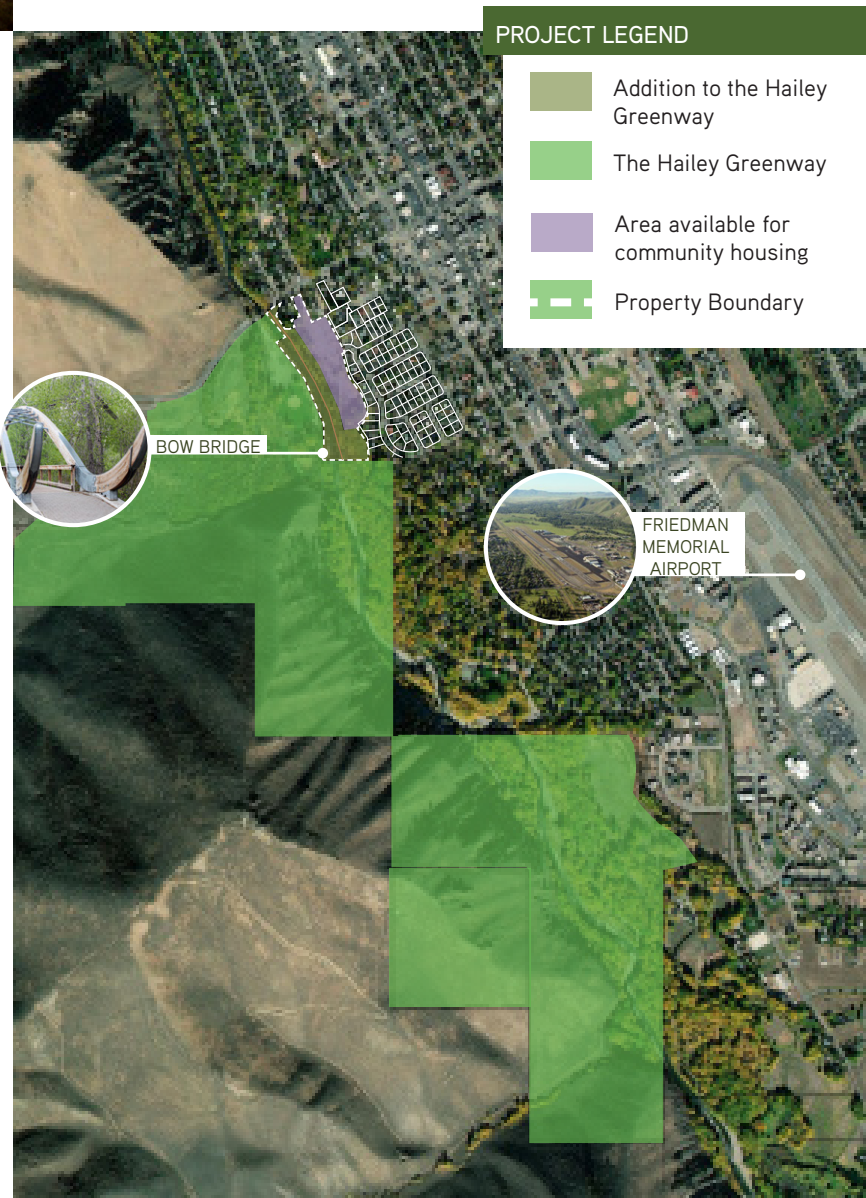 PROJECT LEGEND
Addition to the Hailey
Greenway
The Hailey Greenway
Area available for
community housing
Property Boundary
BOW BRIDGE
FRIEDMAN
MEMORIAL
AIRPORT